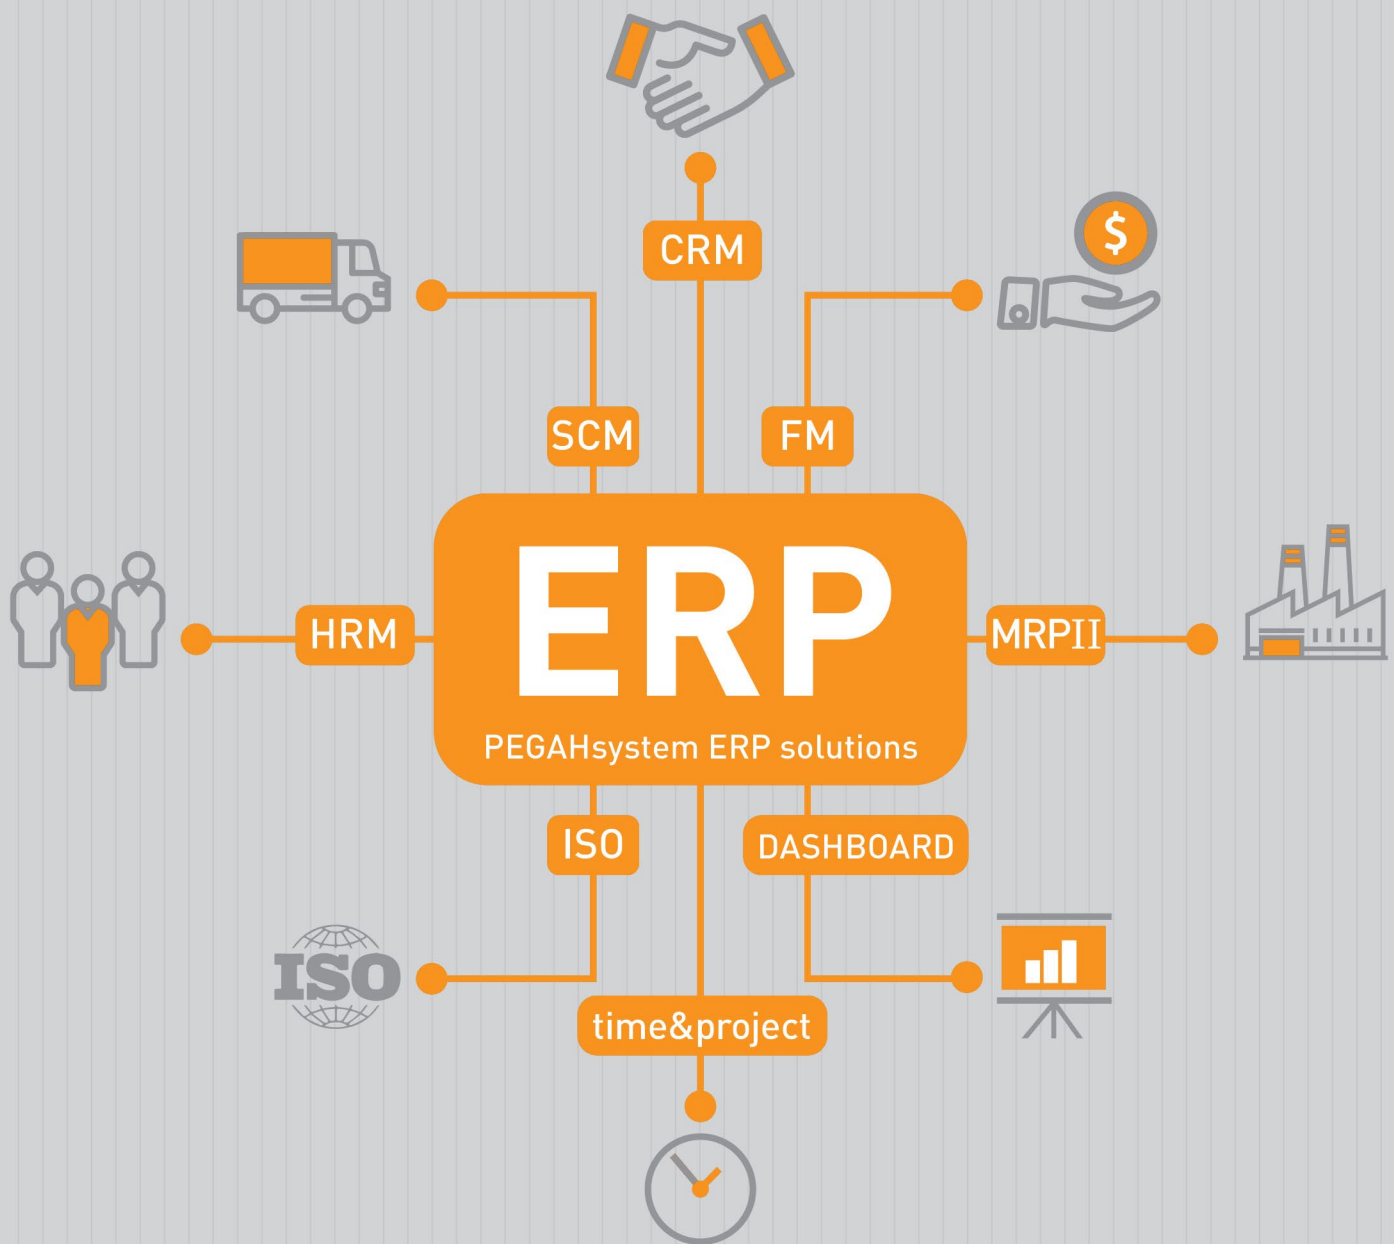 $
CRM
SCM
FM
HRM
ERP
MRPII
PEGAHsystem ERP solutions
ISO
DASHBOARD
ISO
time&project